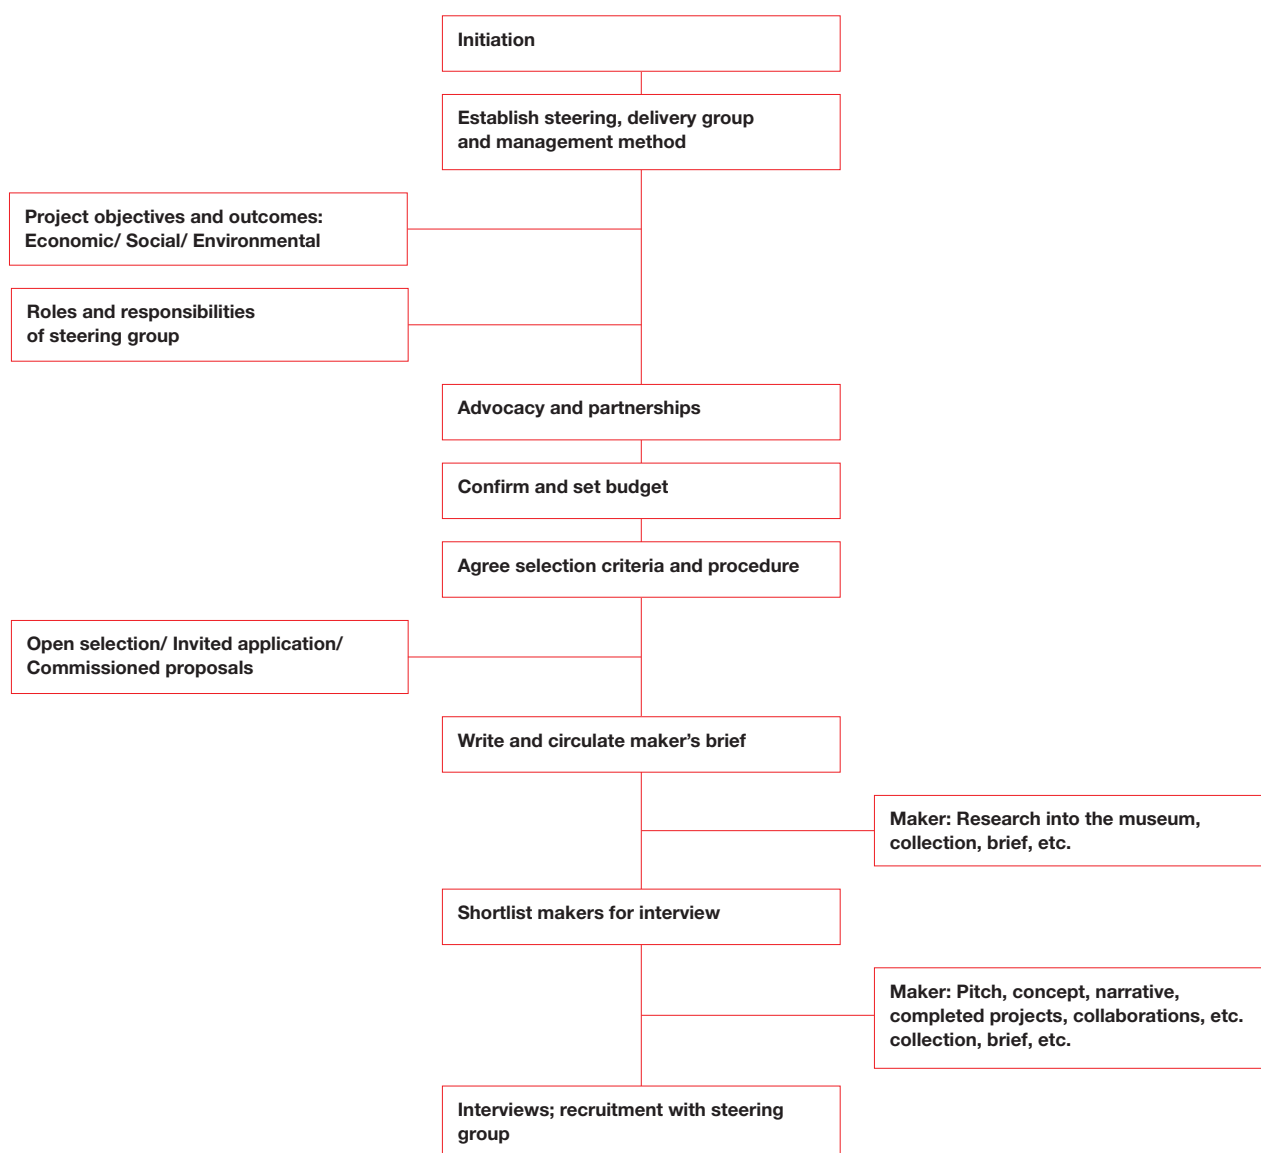 Initiation
Establish steering, delivery group
and management method
Project objectives and outcomes:
Economic/ Social/ Environmental
Roles and responsibilities
of steering group
Advocacy and partnerships
Confirm and set budget
Agree selection criteria and procedure
Open selection/ Invited application/
Commissioned proposals
Write and circulate maker’s brief
Maker: Research into the museum,
collection, brief, etc.
Shortlist makers for interview
Maker: Pitch, concept, narrative,
completed projects, collaborations, etc.
collection, brief, etc.
Interviews; recruitment with steering
group